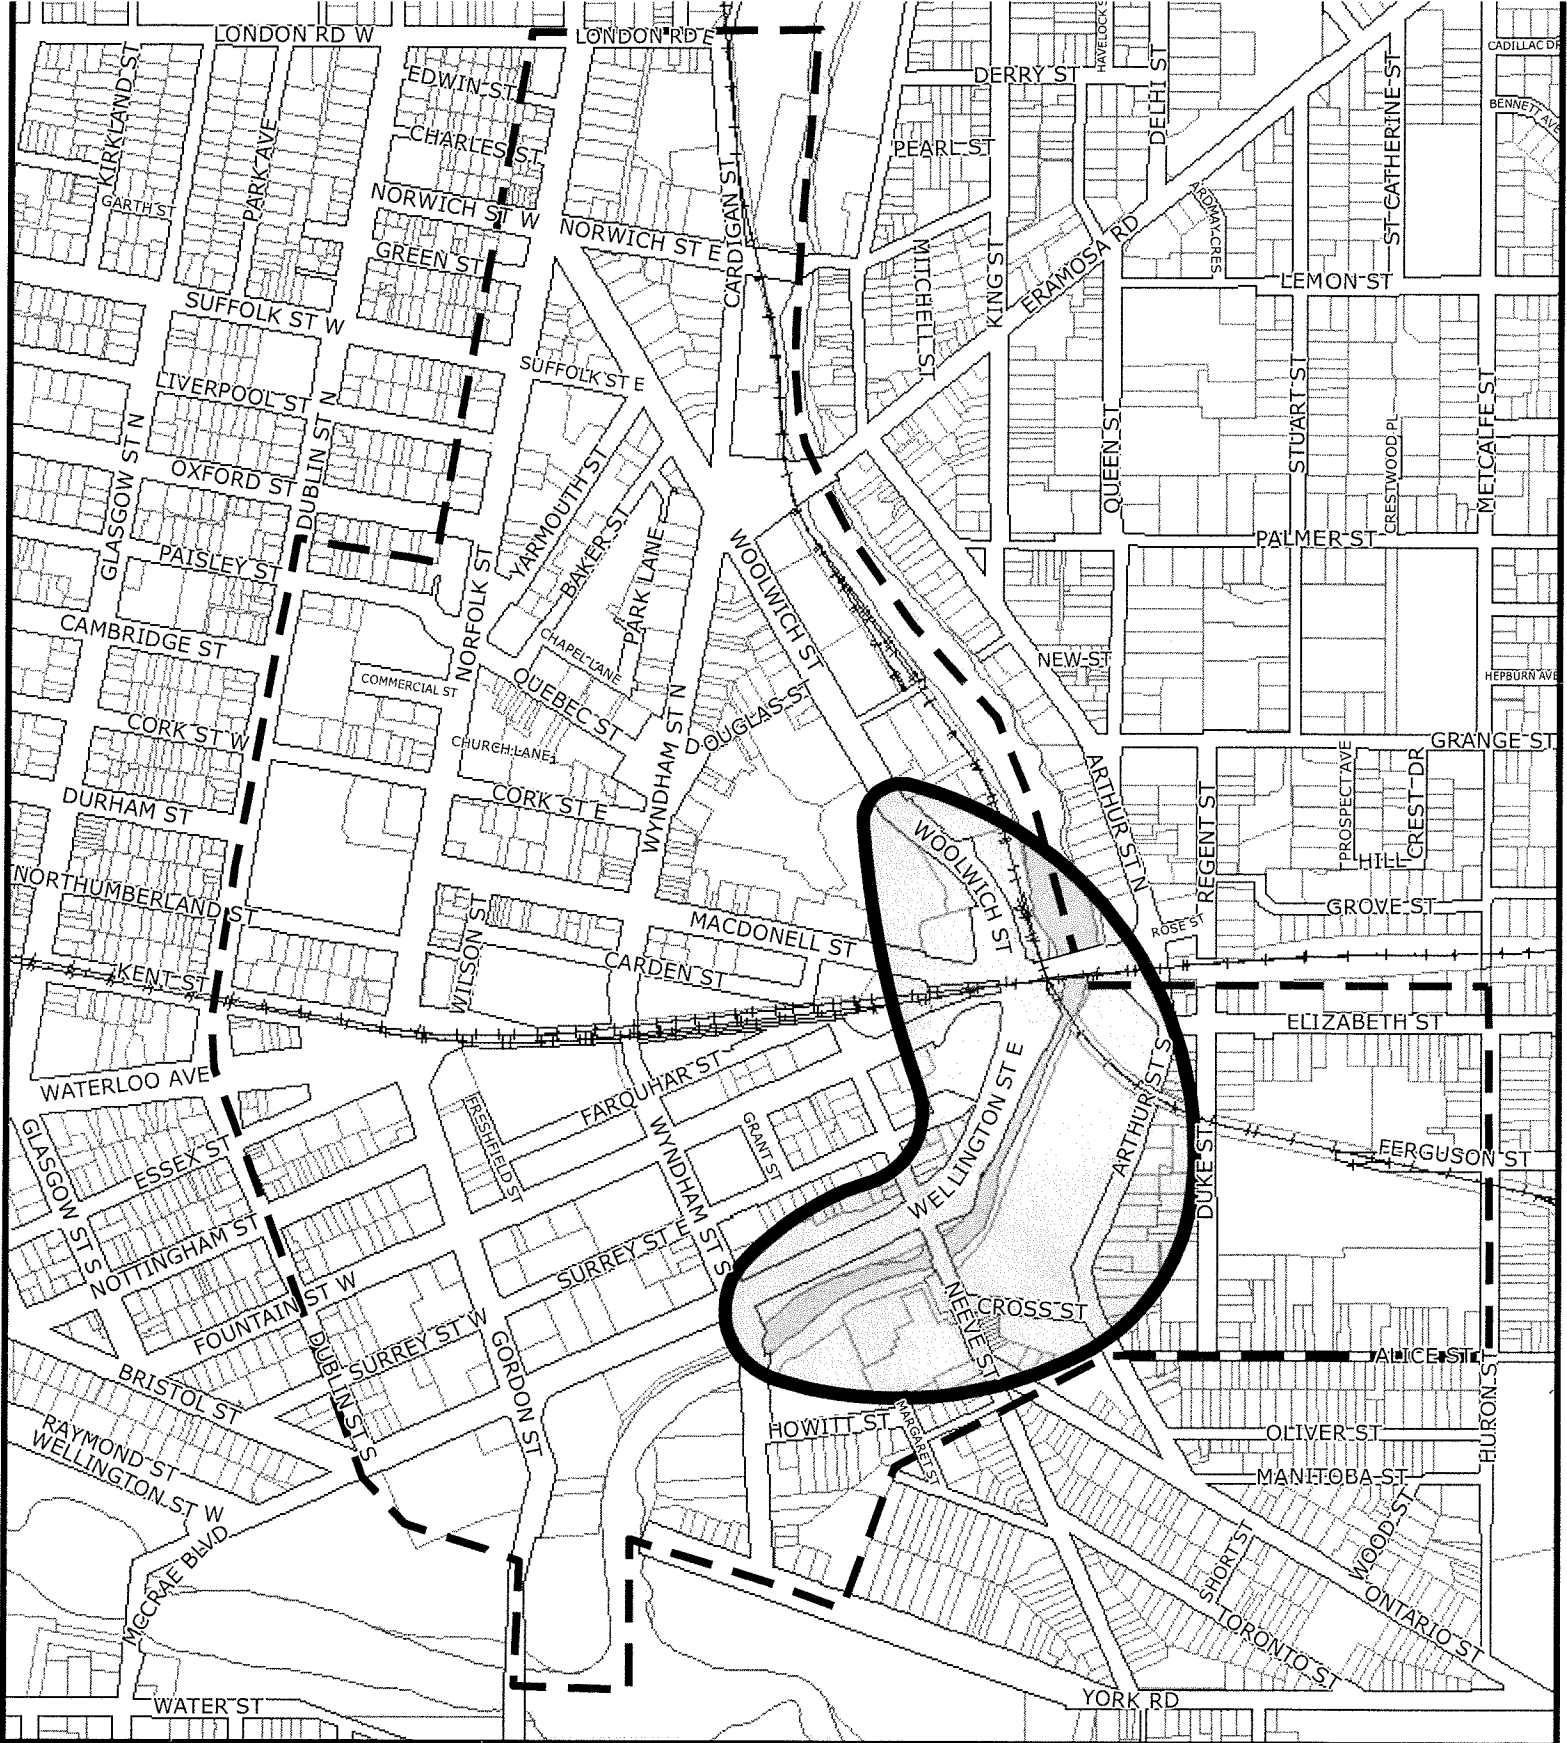 LONDON RD W
LONDON RD E
HAVELOCK S
CADILLAC DR
DERRY ST
DELHI ST
EDWIN ST
KIRKLAND ST
ST CATHERINE ST
BENNETT AVE
CHARLES ST
PEARL ST
PARK AVE
GARTH ST
NORWICH ST W
NORWICH ST E
CARDIGAN ST
ARDMAY CRES
GREEN ST
MITCHELL ST
KING ST
ERAMOSA RD
LEMON ST
SUFFOLK ST W
SUFFOLK ST E
LIVERPOOL ST
DUBLIN ST N
GLASGOW ST N
QUEEN ST
STUART ST
CRESTWOOD PL
METCALFE ST
OXFORD ST
YARMOUTH ST
BAKER ST
PARK LANE
PAISLEY ST
WOOLWICH ST
PALMER ST
NORFOLK ST
CAMBRIDGE ST
CHAPEL LANE
NEW ST
HEPBURN AVE
COMMERCIAL ST
QUEBEC ST
WYNDHAM ST N
DOUGLAS ST
CORK ST W
CHURCH LANE
GRANGE ST
ARTHUR ST N
PROSPECT AVE
CREST DR
REGENT ST
DURHAM ST
CORK ST E
WOOLWICH ST
HILL
NORTHUMBERLAND ST
GROVE ST
MACDONELL ST
ROSE ST
WILSON ST
CARDEN ST
KENT ST
ELIZABETH ST
WATERLOO AVE
FARQUHAR ST
WELLINGTON ST E
ARTHUR ST S
FRESHFIELD ST
GRANT ST
GLASGOW ST S
ESSEX ST
WYNDHAM ST S
DUKE ST
FERGUSON ST
NOTTINGHAM ST
SURREY ST E
FOUNTAIN ST W
SURREY ST W
NEEVE ST
CROSS ST
DUBLIN ST S
GORDON ST
ALICE ST
HURON S
BRISTOL ST
MARGARET S
HOWITT ST
OLIVER ST
RAYMOND ST
WELLINGTON ST W
MANITOBA ST
MCCRAE BLVD
SHORT ST
WOOD ST
ONTARIO ST
TORONTO ST
WATER ST
YORK RD